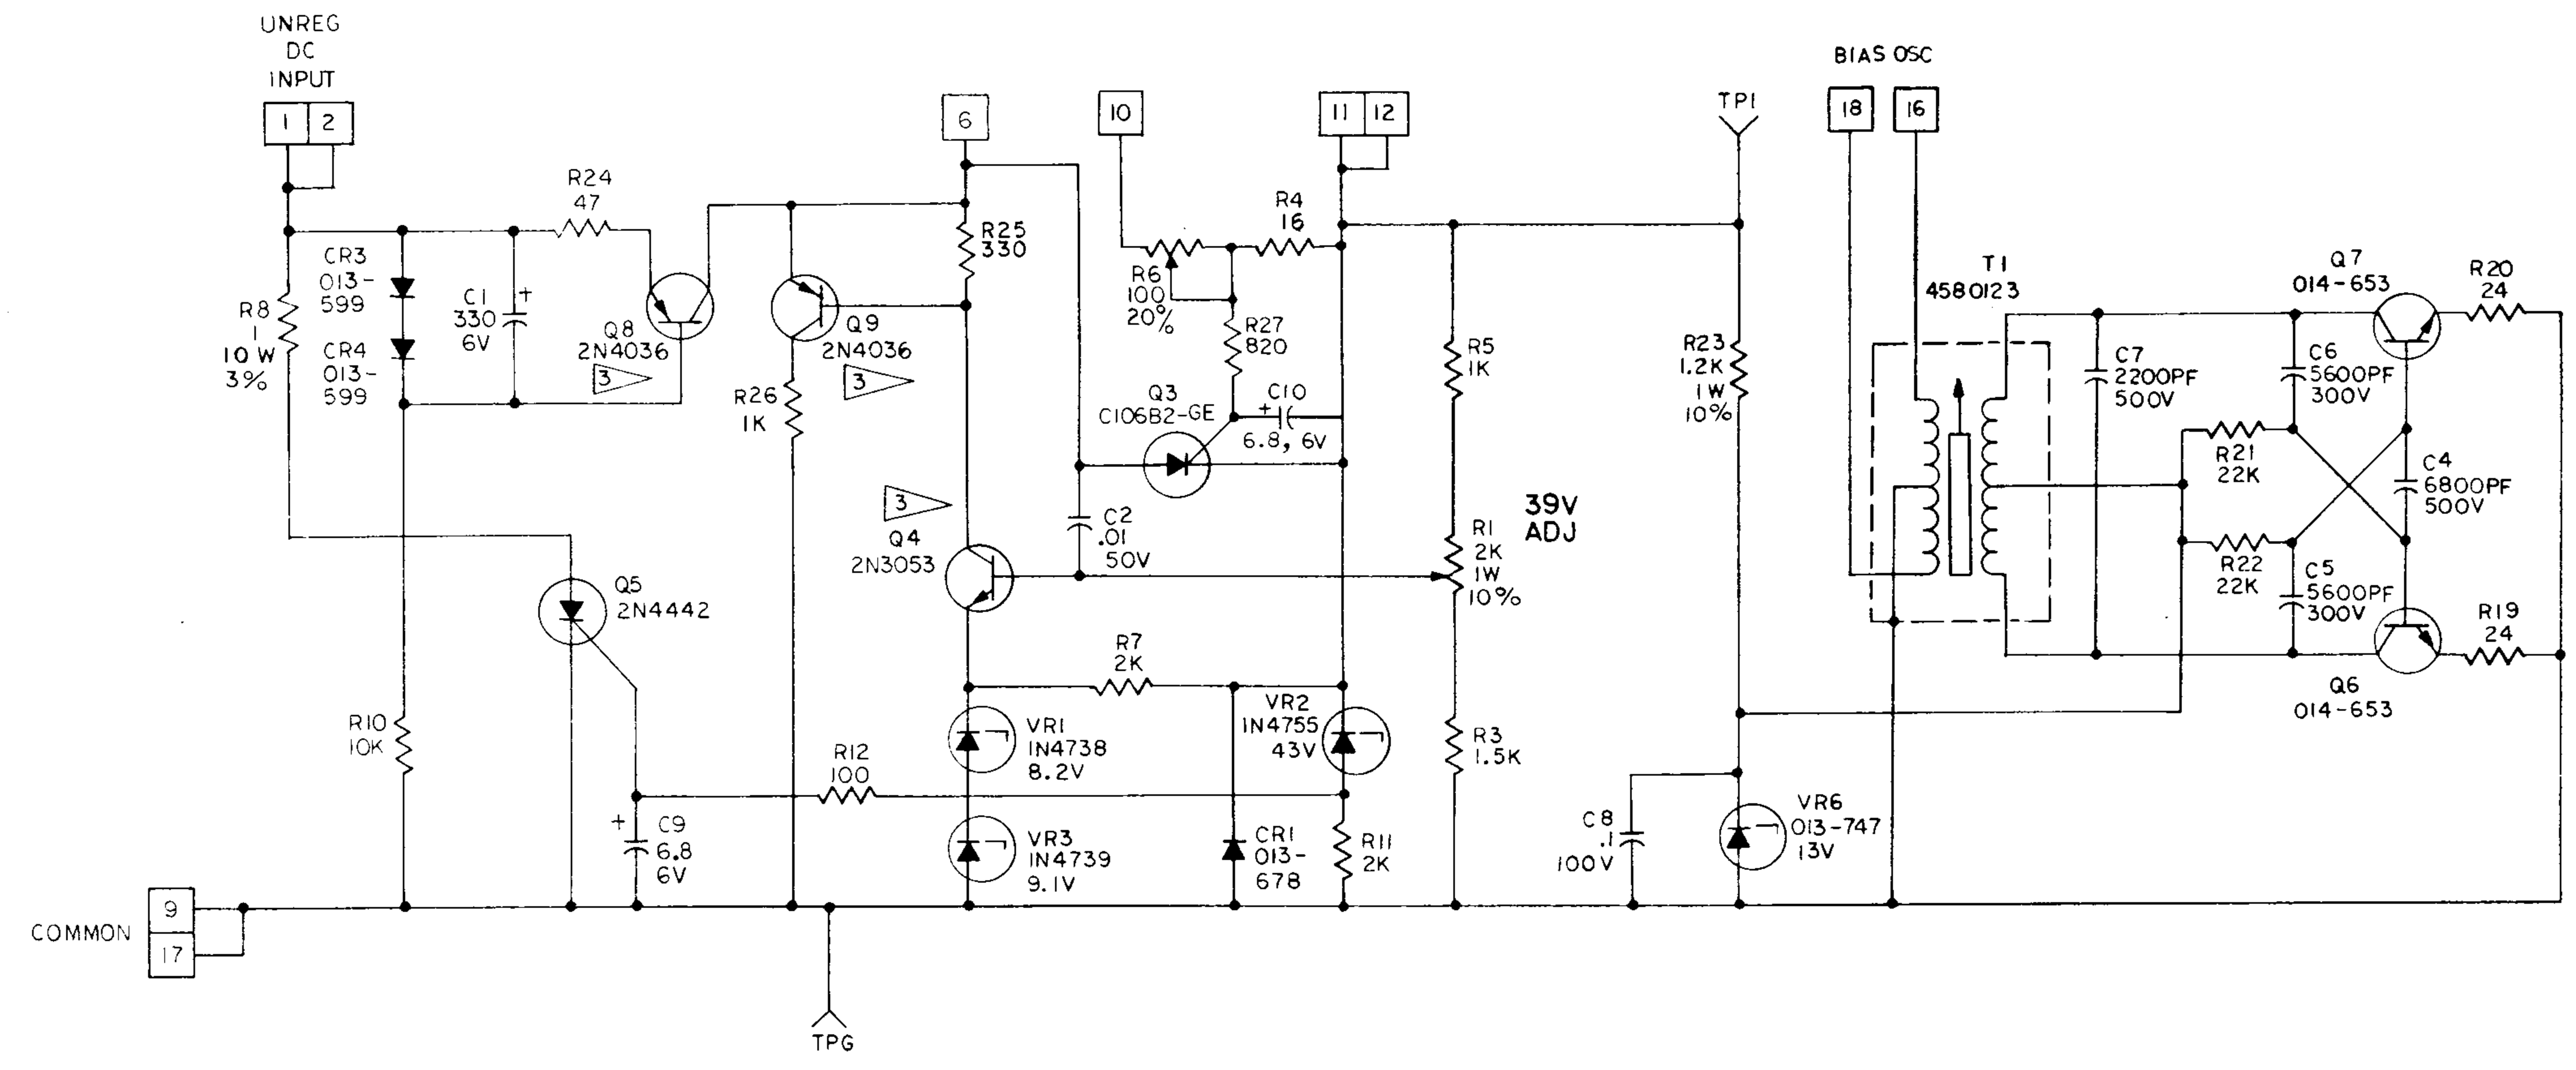 UNREG
DC
INPUT
1
2
6
10
11
12
TP1
BIAS OSC
18
16
R24
47
CR3
013-
599
C1
330
6V
+
R8
1
10 W
3%
CR4
013-
599
Q8
2N4036
3
Q9
2N4036
3
R25
330
R26
1K
R4
16
R6
100
20%
R27
820
Q3
C106B2-GE
+
C10
6.8, 6V
R5
1K
R23
1.2K
1W
10%
T1
4580123
Q7
014-653
R20
24
C7
2200PF
500V
C6
5600PF
300V
R21
22K
C4
6800PF
500V
3
Q4
2N3053
C2
.01
50V
R1
2K
1W
10%
39V
ADJ
R22
22K
C5
5600PF
300V
R19
24
Q6
014-653
Q5
2N4442
R7
2K
R10
10K
VR1
1N4738
8.2V
VR2
1N4755
43V
R3
1.5K
R12
100
+
C9
6.8
6V
VR3
1N4739
9.1V
CR1
013-
678
R11
2K
C8
.1
100V
VR6
013-747
13V
COMMON
9
17
TPG